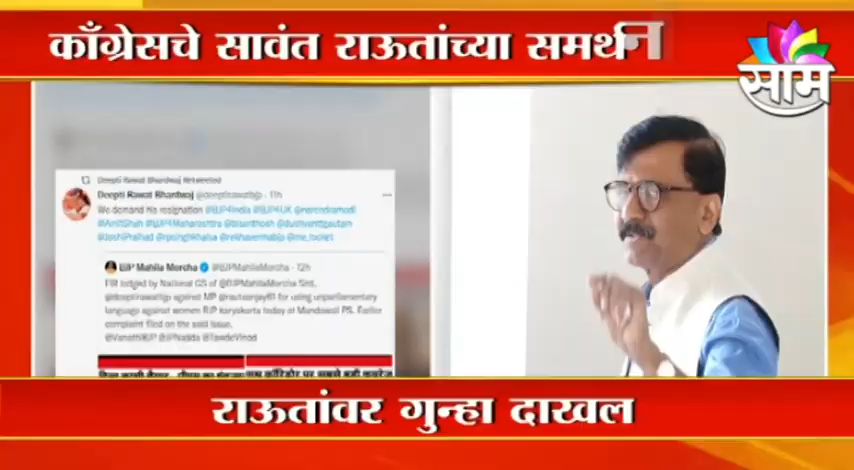 काँग्रेसचे सावंत राऊतांच्या समर्थन
साम
Deepti Rawat Bhardwaj Retweeted
Deepti Rawat Bhardwaj @deeptirawatbjp · 11h
We demand his resignation @BJP4India @BJP4UK @narendramodi
@AmitShah @BJP4Maharashtra @blsanthosh @dushyanttgautam
@JoshiPralhad @rpsinghkhalsa @rekhavermabjp
BJP Mahila Morcha @BJPMahilaMorcha · 12h
FIR lodged by National GS of @BJPMahilaMorcha Smt.
@deeptirawatbjp against MP @rautsanjay61 for using unparliamentary
language against women BJP karyakarta today at Mandawali PS. Earlier
complaint filed on the said issue.
@VanathiBJP @JPNadda @TawdeVinod
राऊतांवर गुन्हा दाखल